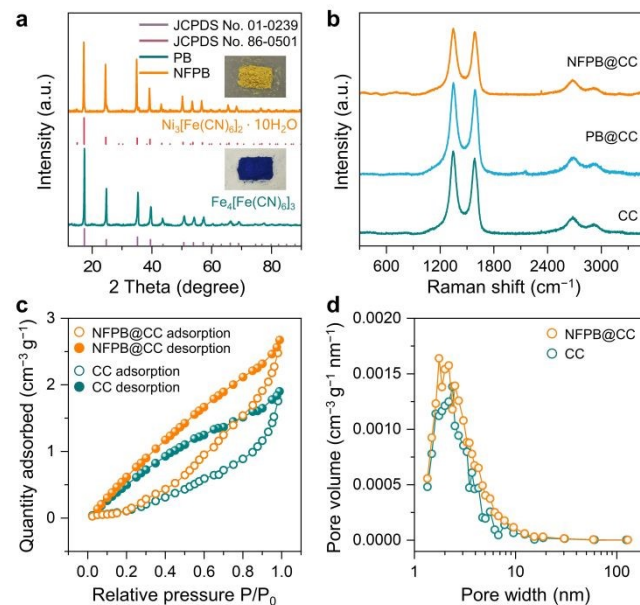 a
JCPDS No. 01-0239
JCPDS No. 86-0501
PB
NFPB
Ni₃[Fe(CN)₆]₂ · 10H₂O
Fe₄[Fe(CN)₆]₃
Intensity (a.u.)
20 40 60 80
2 Theta (degree)
b
NFPB@CC
PB@CC
CC
Intensity (a.u.)
600 1200 1800 2400 3000
Raman shift (cm⁻¹)
c
NFPB@CC adsorption
NFPB@CC desorption
CC adsorption
CC desorption
Quantity adsorbed (cm⁻³ g⁻¹)
3
2
1
0
0.0 0.2 0.4 0.6 0.8 1.0
Relative pressure P/P₀
d
NFPB@CC
CC
Pore volume (cm⁻³ g⁻¹ nm⁻¹)
0.0020
0.0015
0.0010
0.0005
0.0000
1 10 100
Pore width (nm)